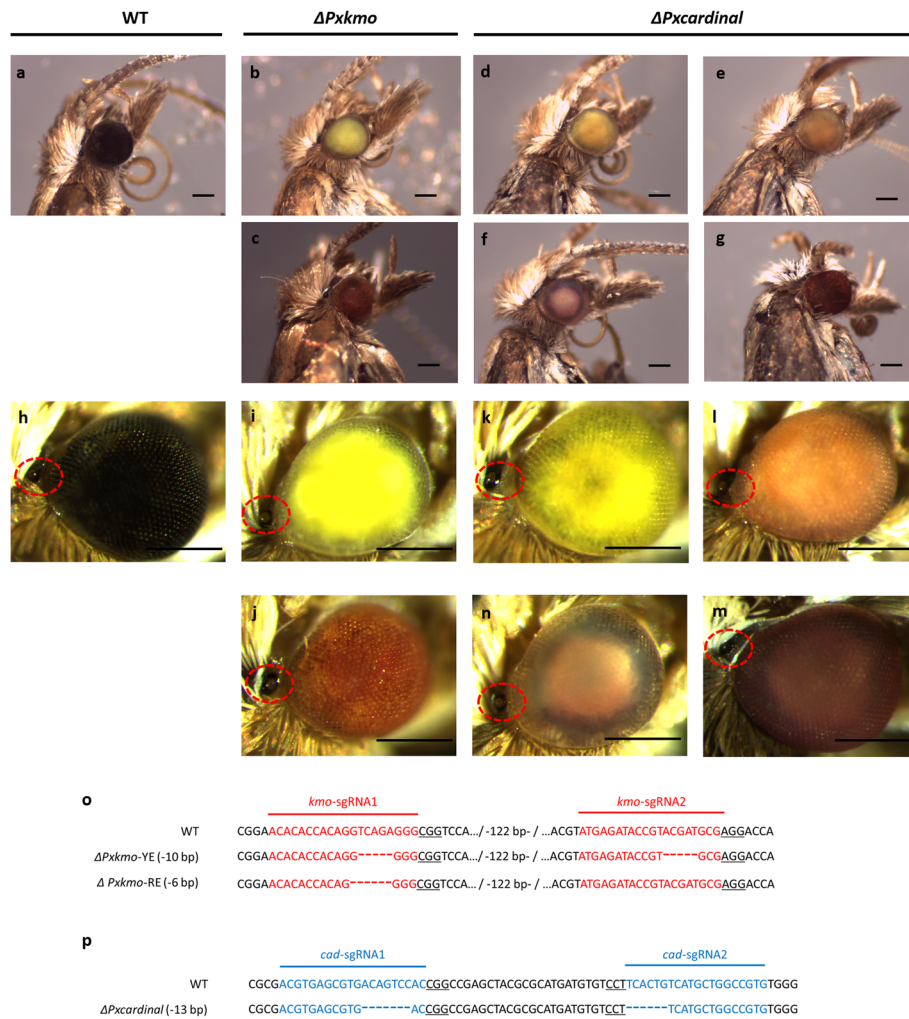 WT ΔPxkmo ΔPxcardinal
a b d e
c f g
h i k l
j n m
o
kmo-sgRNA1 kmo-sgRNA2
WT CGGAACACACCACAGGTCAGAGGGCGGTCCA.../ -122 bp- / ...ACGTATGAGATACCGTACGATGCGAGGACCA
ΔPxkmo-YE (-10 bp) CGGAACACACCACAGG-----GGGCGGTCCA.../ -122 bp- / ...ACGTATGAGATACCGT-----GCGAGGACCA
Δ Pxkmo-RE (-6 bp) CGGAACACACCACAG------GGGCGGTCCA.../ -122 bp- / ...ACGTATGAGATACCGTACGATGCGAGGACCA
p
cad-sgRNA1 cad-sgRNA2
WT CGCGACGTGAGCGTGACAGTCCACCGGCCGAGCTACGCGCATGATGTGTCCTTCACTGTCATGCTGGCCGTGTGGG
ΔPxcardinal (-13 bp) CGCGACGTGAGCGTG-------ACCGGCCGAGCTACGCGCATGATGTGTCCT------TCATGCTGGCCGTGTGGG